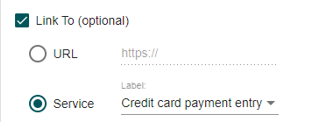 Link To (optional)
URL https://
Label:
Service Credit card payment entry